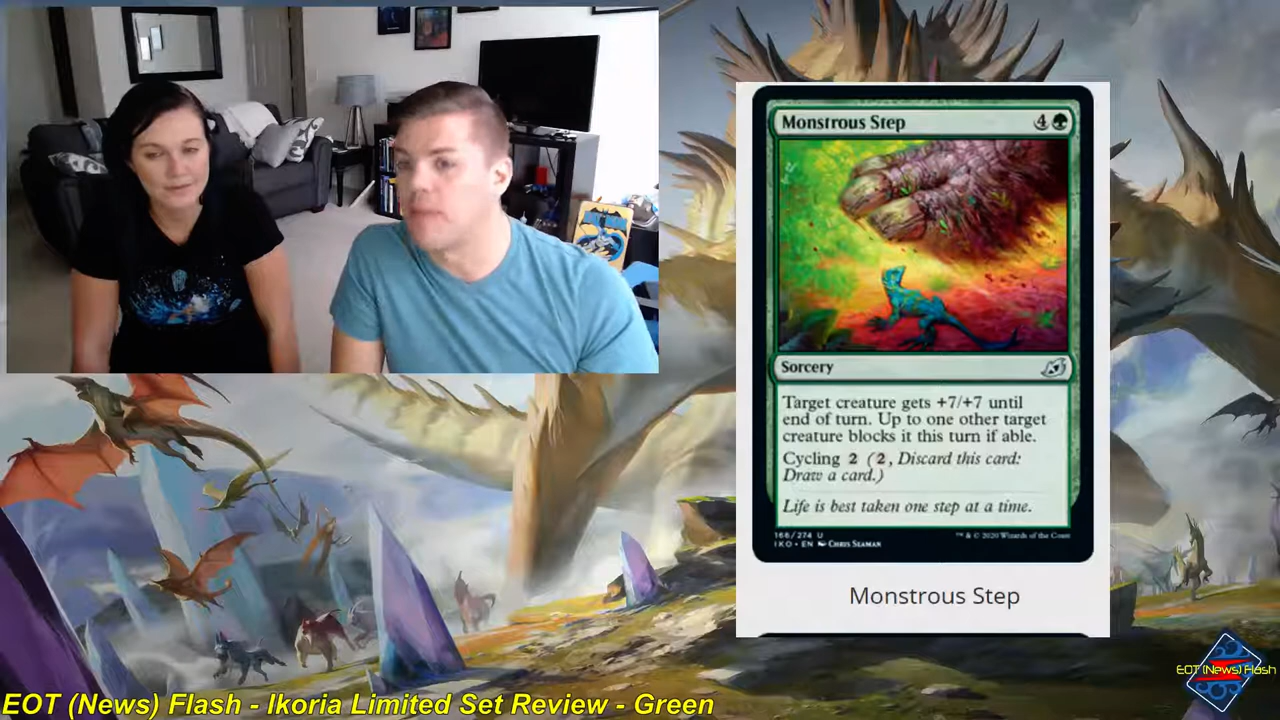 Monstrous Step 4
Sorcery
Target creature gets +7/+7 until
end of turn. Up to one other target
creature blocks it this turn if able.
Cycling 2 (2, Discard this card:
Draw a card.)
Life is best taken one step at a time.
166/274 U
IKO • EN Chris Seaman
™ & © 2020 Wizards of the Coast
Monstrous Step
EOT (News) Flash
EOT (News) Flash - Ikoria Limited Set Review - Green